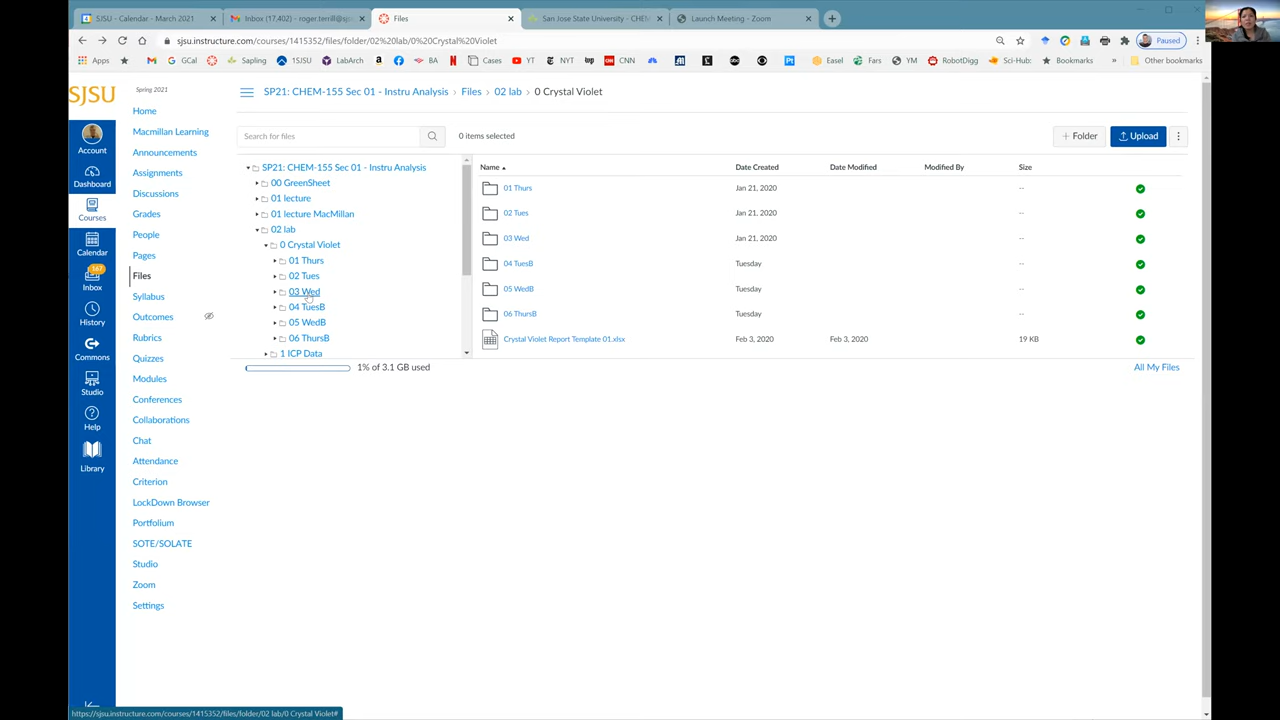 SJSU - Calendar - March 2021
Inbox (17,402) - roger.terrill@sjs
Files
San Jose State University - CHEM
Launch Meeting - Zoom
sjsu.instructure.com/courses/1415352/files/folder/02%20lab/0%20Crystal%20Violet
Paused
Apps
GCal
Sapling
1SJSU
LabArch
BA
Cases
YT
NYT
CNN
Easel
Fars
YM
RobotDigg
Sci-Hub:
Bookmarks
»
Other bookmarks
SJSU
Account
Dashboard
Courses
Calendar
567
Inbox
History
Commons
Studio
Help
Library
Spring 2021
Home
Macmillan Learning
Announcements
Assignments
Discussions
Grades
People
Pages
Files
Syllabus
Outcomes
Rubrics
Quizzes
Modules
Conferences
Collaborations
Chat
Attendance
Criterion
LockDown Browser
Portfolium
SOTE/SOLATE
Studio
Zoom
Settings
SP21: CHEM-155 Sec 01 - Instru Analysis > Files > 02 lab > 0 Crystal Violet
Search for files
0 items selected
+ Folder
Upload
SP21: CHEM-155 Sec 01 - Instru Analysis
00 GreenSheet
01 lecture
01 lecture MacMillan
02 lab
0 Crystal Violet
01 Thurs
02 Tues
03 Wed
04 TuesB
05 WedB
06 ThursB
1 ICP Data
Name Date Created Date Modified Modified By Size
01 Thurs Jan 21, 2020 --
02 Tues Jan 21, 2020 --
03 Wed Jan 21, 2020 --
04 TuesB Tuesday --
05 WedB Tuesday --
06 ThursB Tuesday --
Crystal Violet Report Template 01.xlsx Feb 3, 2020 Feb 3, 2020 19 KB
1% of 3.1 GB used
All My Files
https://sjsu.instructure.com/courses/1415352/files/folder/02 lab/0 Crystal Violet#